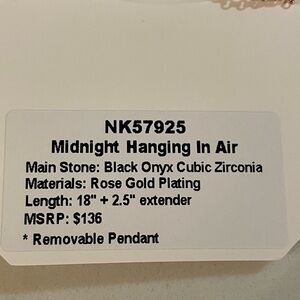 NK57925
Midnight Hanging In Air
Main Stone: Black Onyx Cubic Zirconia
Materials: Rose Gold Plating
Length: 18" + 2.5" extender
MSRP: $136
* Removable Pendant